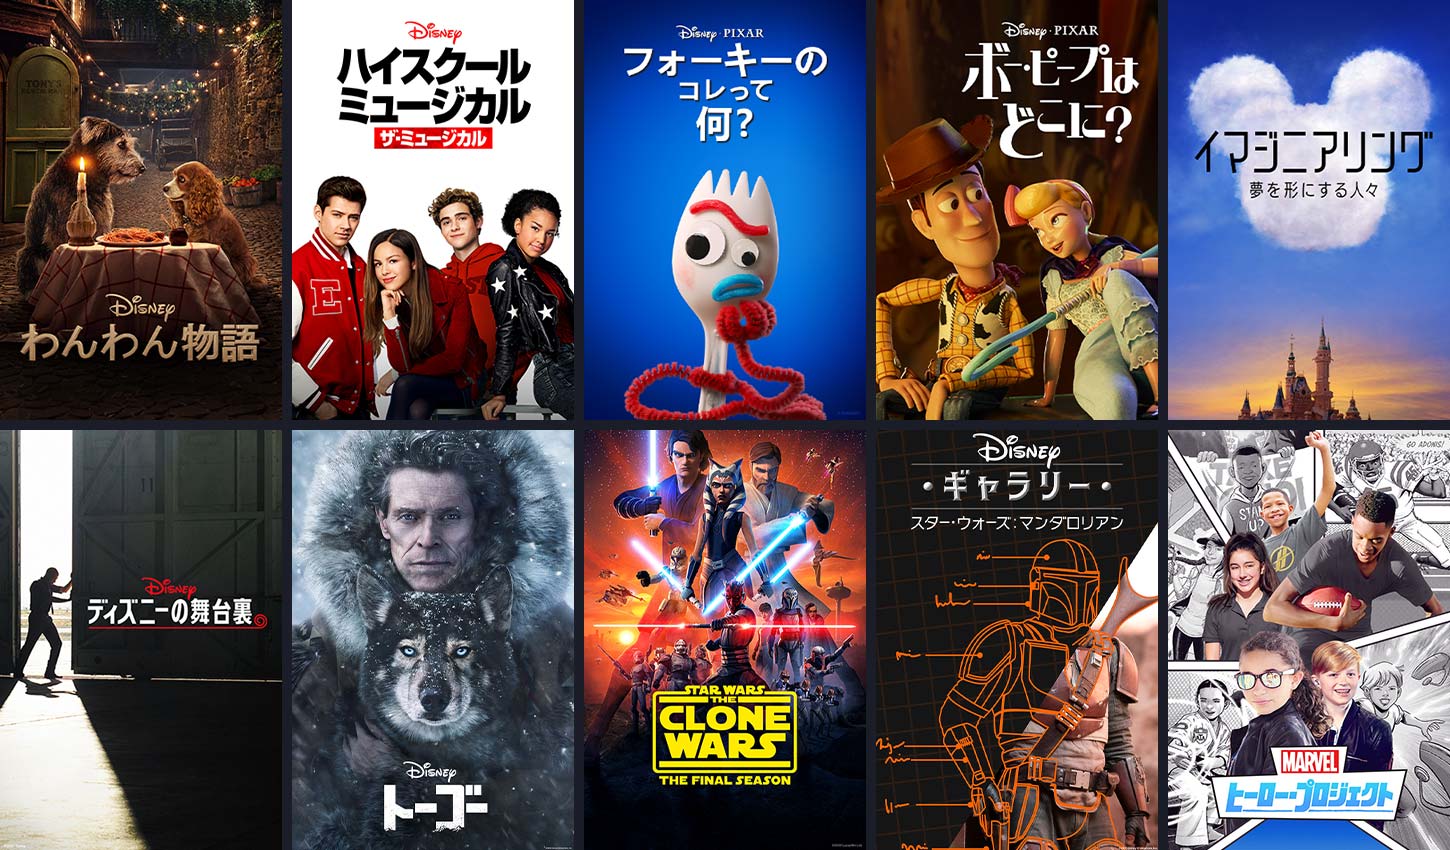 TONY'S
Disney
わんわん物語
Disney
ハイスクール
ミュージカル
ザ・ミュージカル
E
Disney・PIXAR
フォーキーの
コレって
何?
Disney・PIXAR
ボー・ピープは
どこに?
イマジニアリング
夢を形にする人々
Disney
ディズニーの舞台裏
Disney
トーゴー
STAR WARS
THE
CLONE
WARS
THE FINAL SEASON
Disney
・ギャラリー・
スター・ウォーズ:マンダロリアン
GO ADONIS!
MARVEL
ヒーロー・プロジェクト